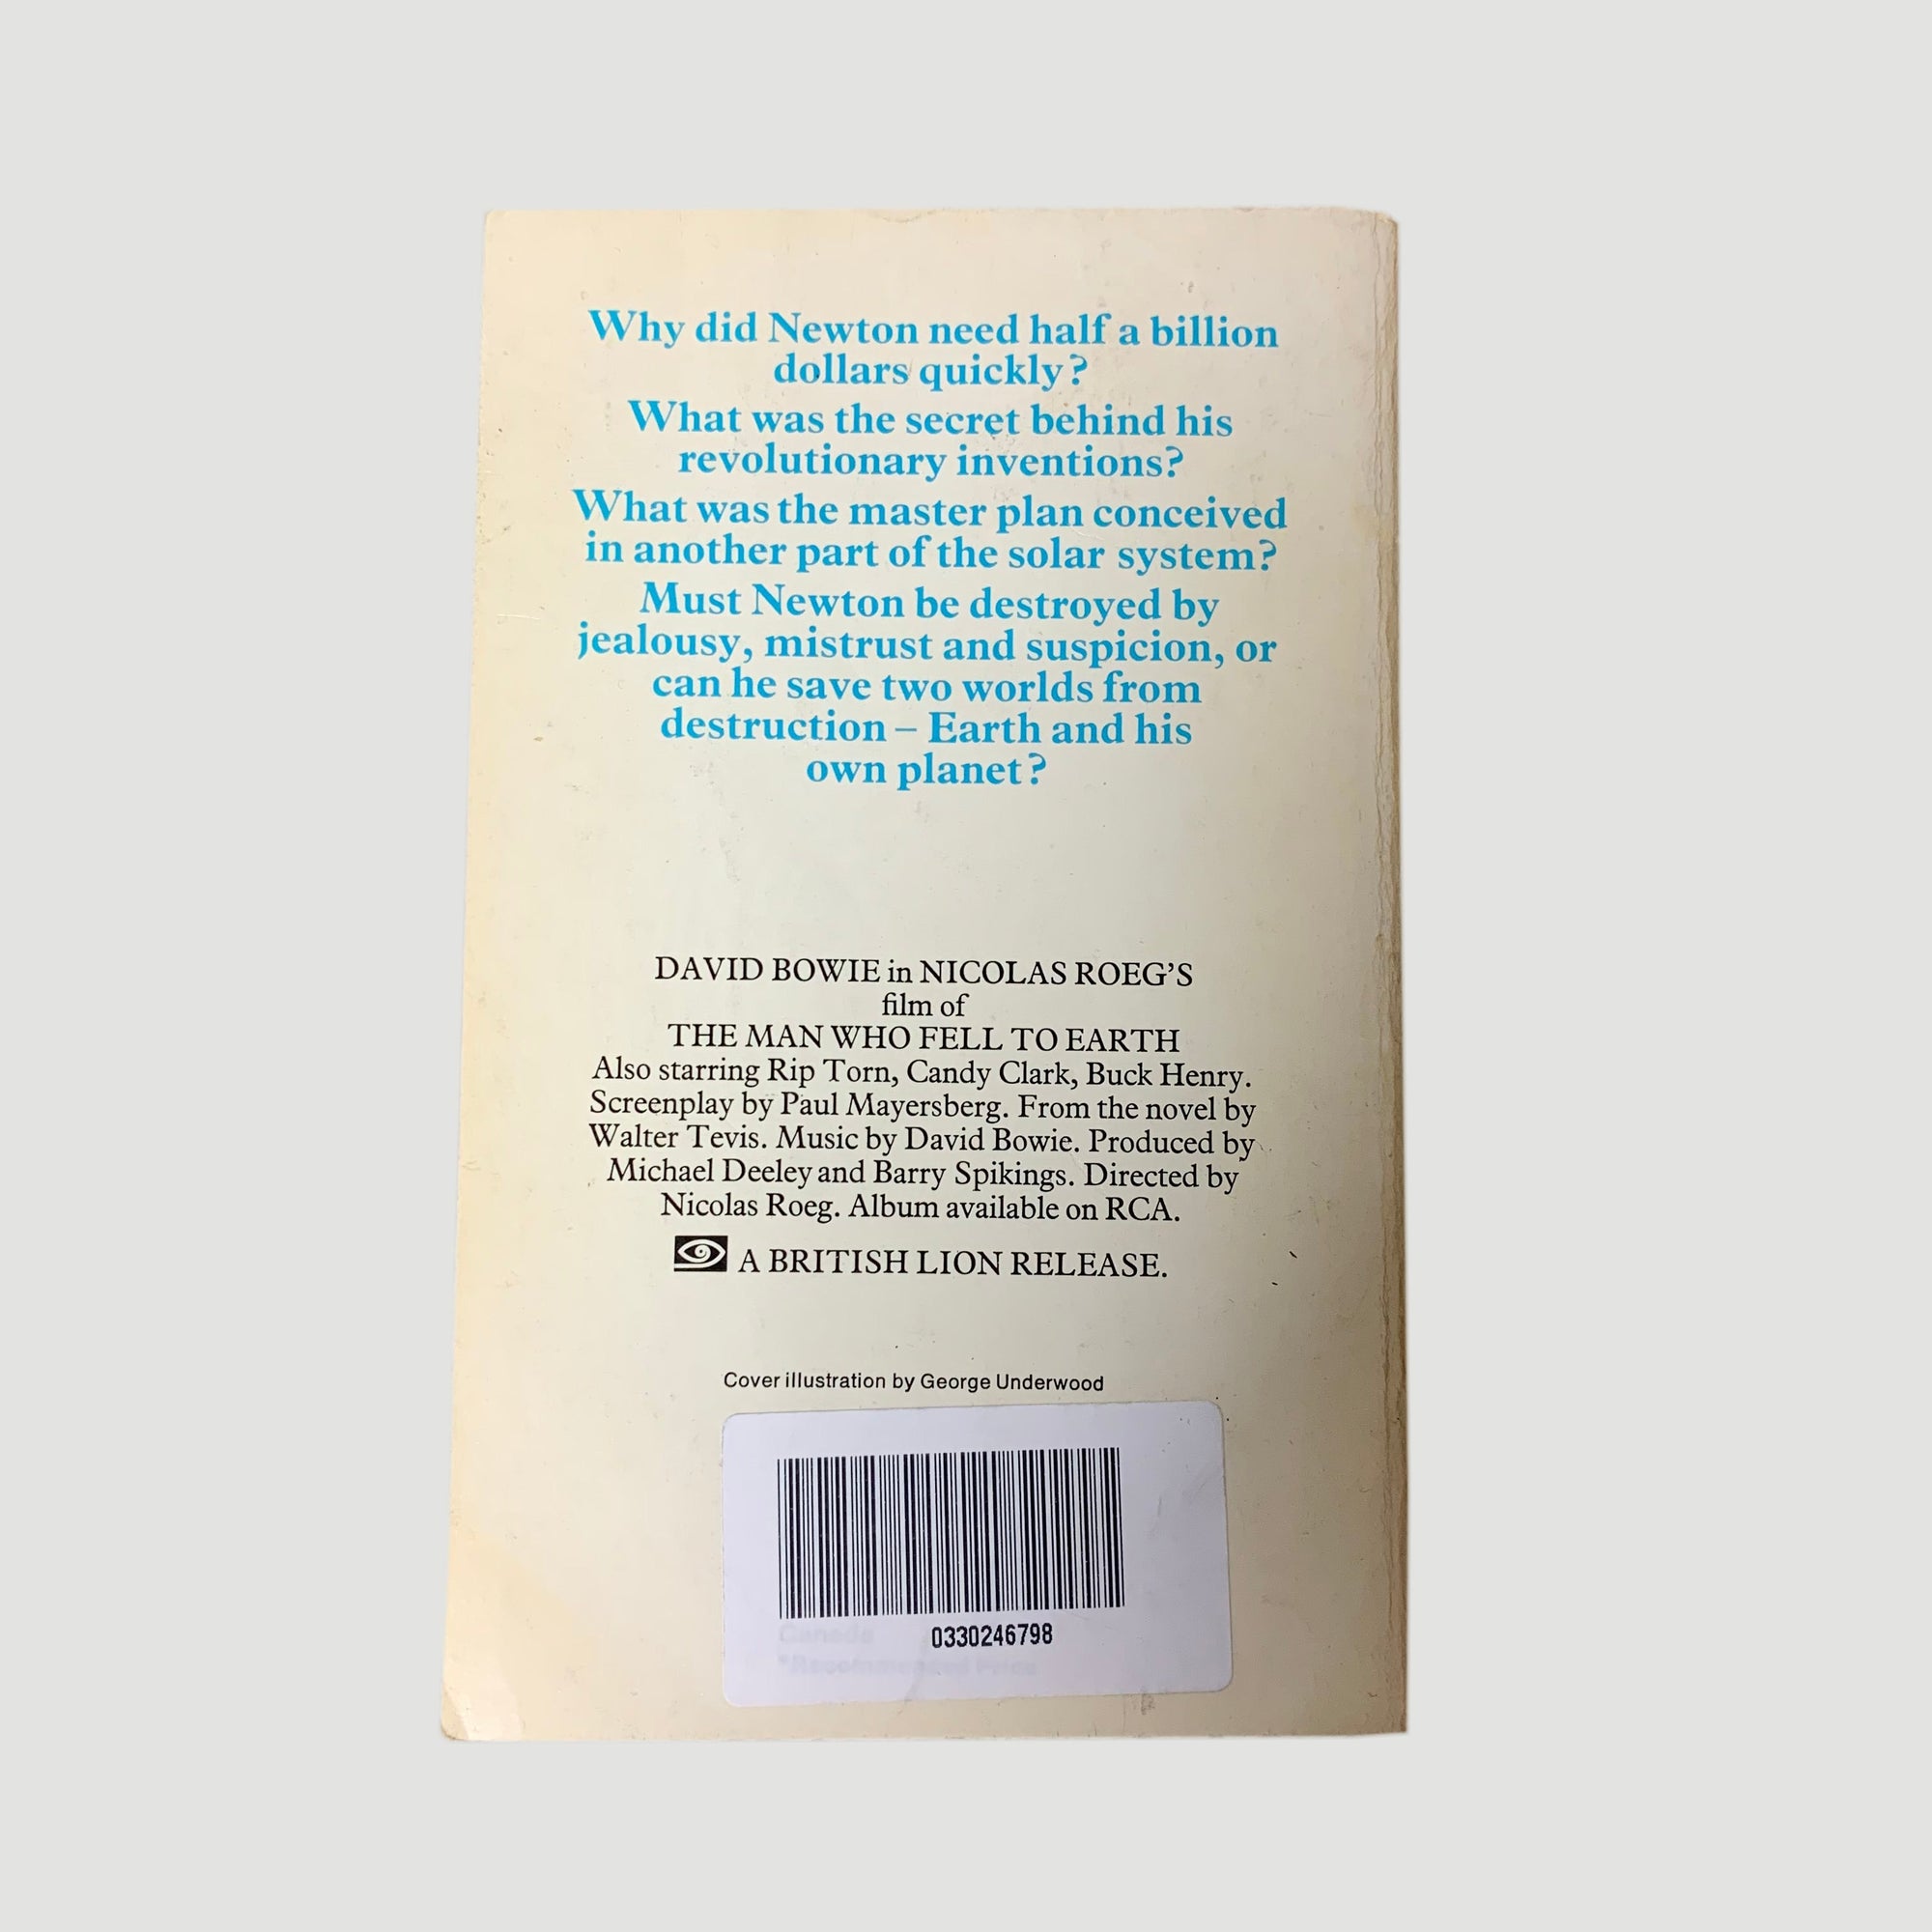 Why did Newton need half a billion
dollars quickly?
What was the secret behind his
revolutionary inventions?
What was the master plan conceived
in another part of the solar system?
Must Newton be destroyed by
jealousy, mistrust and suspicion, or
can he save two worlds from
destruction – Earth and his
own planet?
DAVID BOWIE in NICOLAS ROEG'S
film of
THE MAN WHO FELL TO EARTH
Also starring Rip Torn, Candy Clark, Buck Henry.
Screenplay by Paul Mayersberg. From the novel by
Walter Tevis. Music by David Bowie. Produced by
Michael Deeley and Barry Spikings. Directed by
Nicolas Roeg. Album available on RCA.
A BRITISH LION RELEASE.
Cover illustration by George Underwood
0330246798
Canada
*Recommended Price